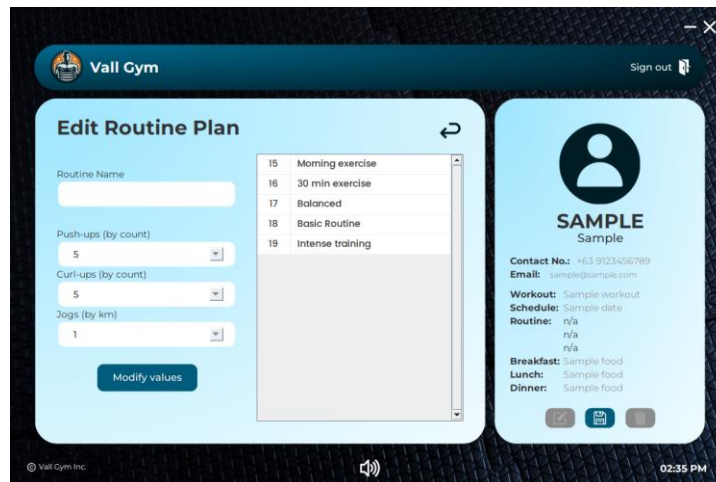 Vall Gym
Sign out
Edit Routine Plan
Routine Name
Push-ups (by count)
5
Curl-ups (by count)
5
Jogs (by km)
1
Modify values
15 Morning exercise
16 30 min exercise
17 Balanced
18 Basic Routine
19 Intense training
SAMPLE
Sample
Contact No.: +63 9123456789
Email: sample@sample.com
Workout: Sample workout
Schedule: Sample date
Routine: n/a
n/a
n/a
Breakfast: Sample food
Lunch: Sample food
Dinner: Sample food
© Vall Gym Inc.
02:35 PM